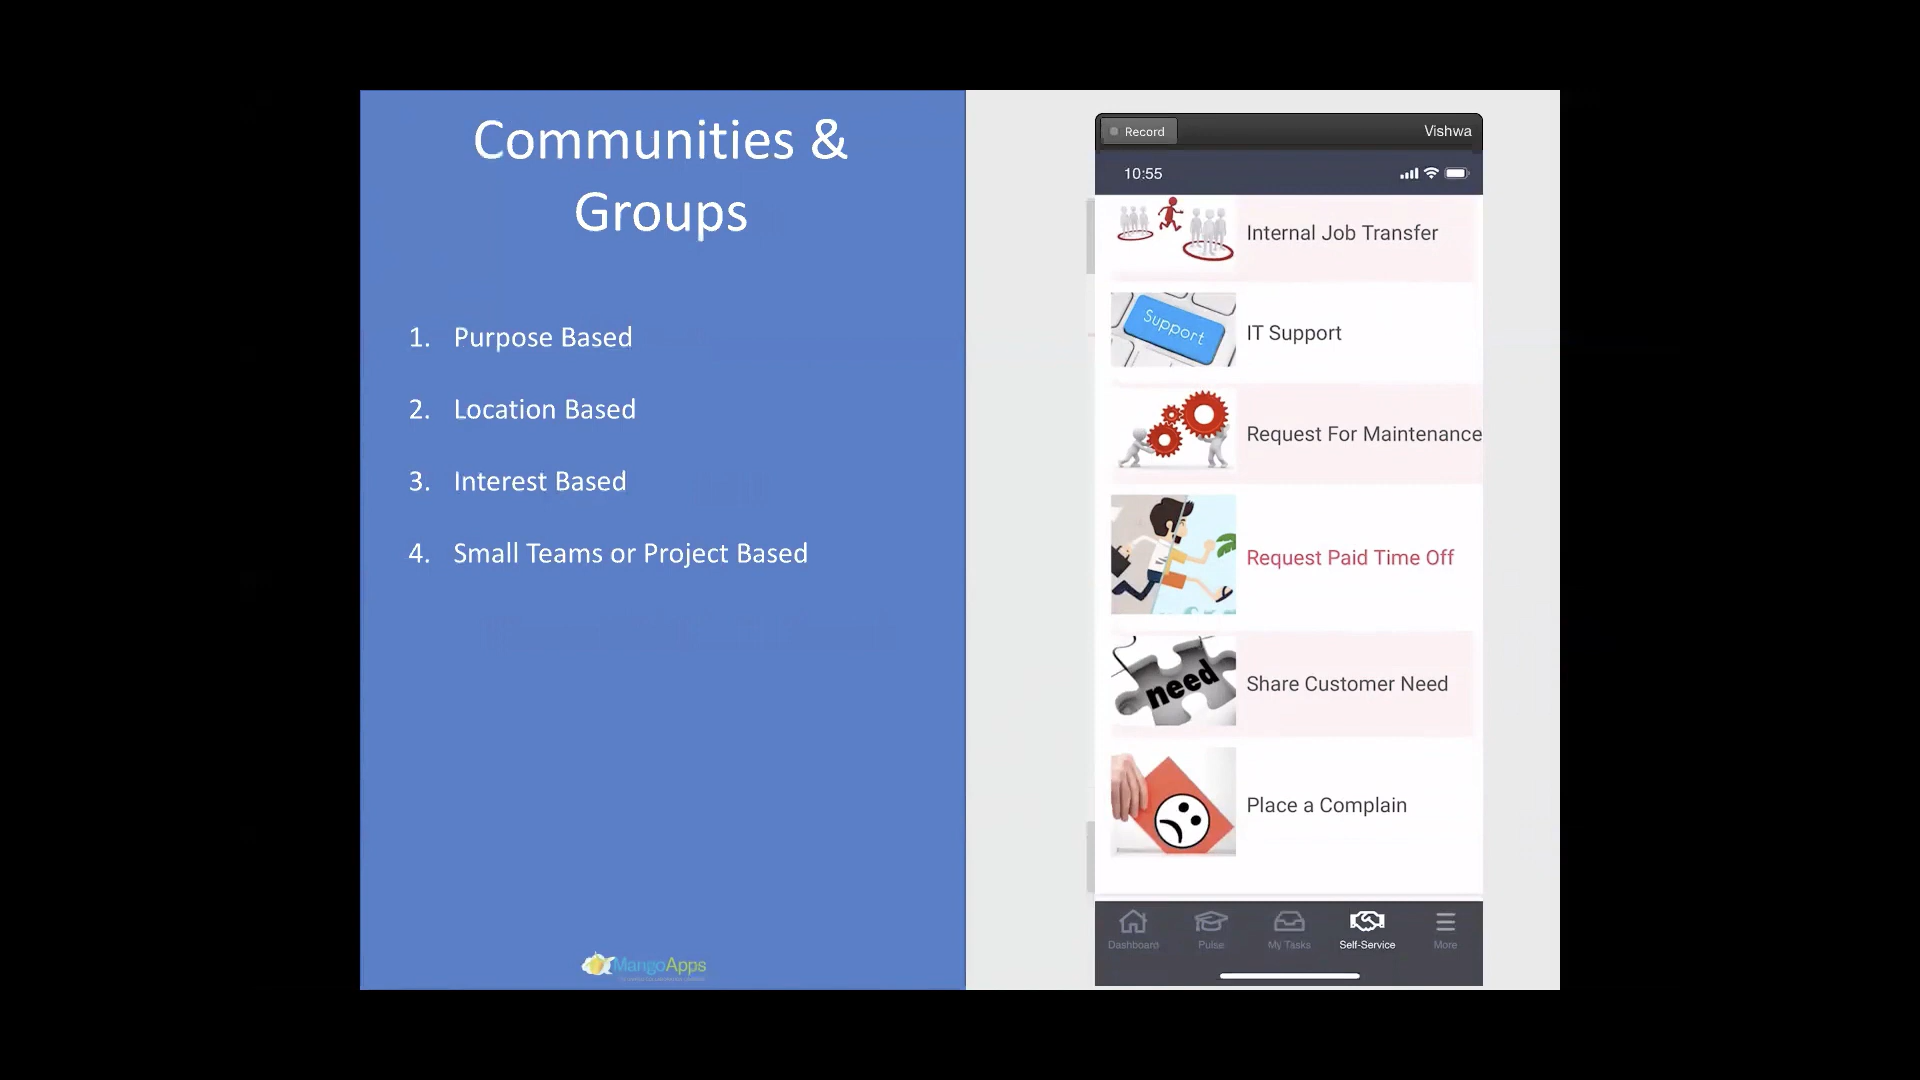 Communities &
Groups
1. Purpose Based
2. Location Based
3. Interest Based
4. Small Teams or Project Based
MangoApps
Record
Vishwa
10:55
Internal Job Transfer
Support
IT Support
Request For Maintenance
Request Paid Time Off
need
Share Customer Need
Place a Complain
Dashboard
Pulse
My Tasks
Self-Service
More